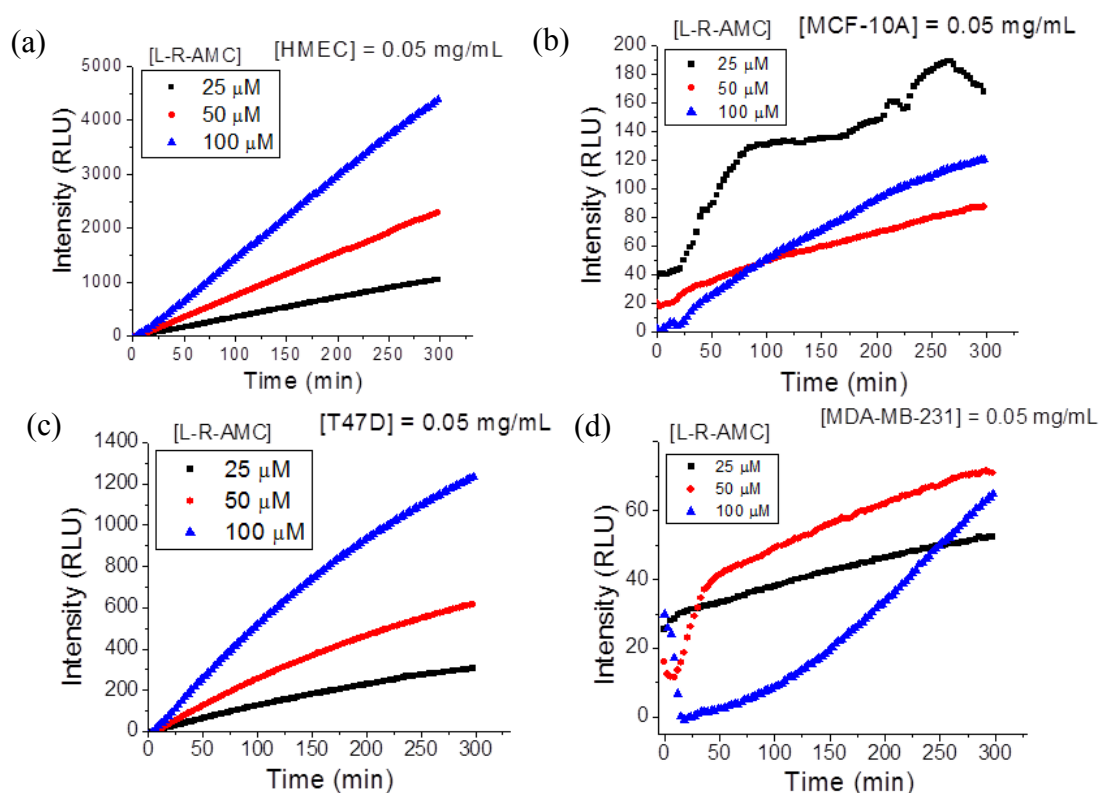 (a)
[L-R-AMC]
[HMEC] = 0.05 mg/mL
25 μM
50 μM
100 μM
5000
4000
3000
2000
1000
0
Intensity (RLU)
0 50 100 150 200 250 300
Time (min)
(b)
[L-R-AMC]
[MCF-10A] = 0.05 mg/mL
25 μM
50 μM
100 μM
200
180
160
140
120
100
80
60
40
20
0
Intensity (RLU)
0 50 100 150 200 250 300
Time (min)
(c)
[L-R-AMC]
[T47D] = 0.05 mg/mL
25 μM
50 μM
100 μM
1400
1200
1000
800
600
400
200
0
Intensity (RLU)
0 50 100 150 200 250 300
Time (min)
(d)
[L-R-AMC]
[MDA-MB-231] = 0.05 mg/mL
25 μM
50 μM
100 μM
60
40
20
0
Intensity (RLU)
0 50 100 150 200 250 300
Time (min)